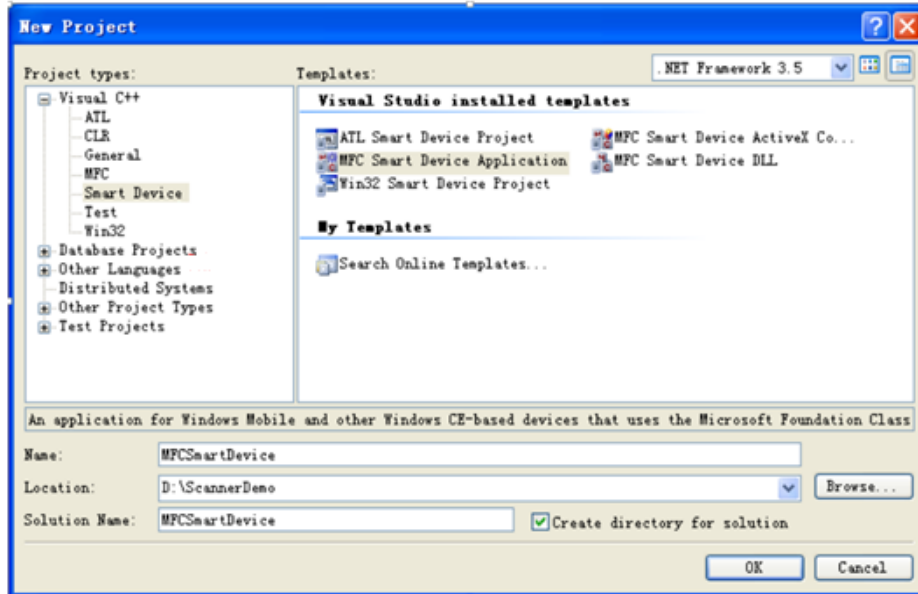 New Project
Project types:
Templates:
.NET Framework 3.5
Visual C++
ATL
CLR
General
MFC
Smart Device
Test
Win32
Database Projects
Other Languages
Distributed Systems
Other Project Types
Test Projects
Visual Studio installed templates
ATL Smart Device Project
MFC Smart Device ActiveX Co...
MFC Smart Device Application
MFC Smart Device DLL
Win32 Smart Device Project
My Templates
Search Online Templates...
An application for Windows Mobile and other Windows CE-based devices that uses the Microsoft Foundation Class
Name:
MFCSmartDevice
Location:
D:\ScannerDemo
Browse...
Solution Name:
MFCSmartDevice
Create directory for solution
OK
Cancel